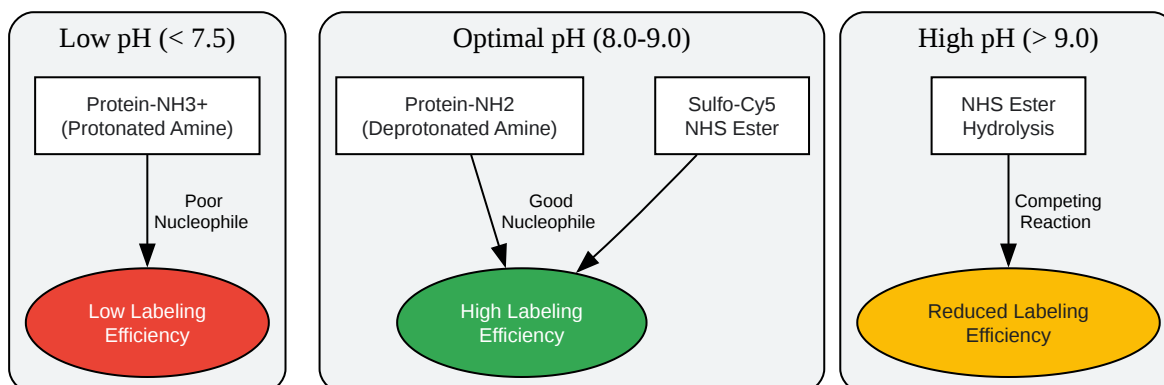 Low pH (< 7.5)
Protein-NH3+
(Protonated Amine)
Poor
Nucleophile
Low Labeling
Efficiency
Optimal pH (8.0-9.0)
Protein-NH2
(Deprotonated Amine)
Sulfo-Cy5
NHS Ester
Good
Nucleophile
High Labeling
Efficiency
High pH (> 9.0)
NHS Ester
Hydrolysis
Competing
Reaction
Reduced Labeling
Efficiency